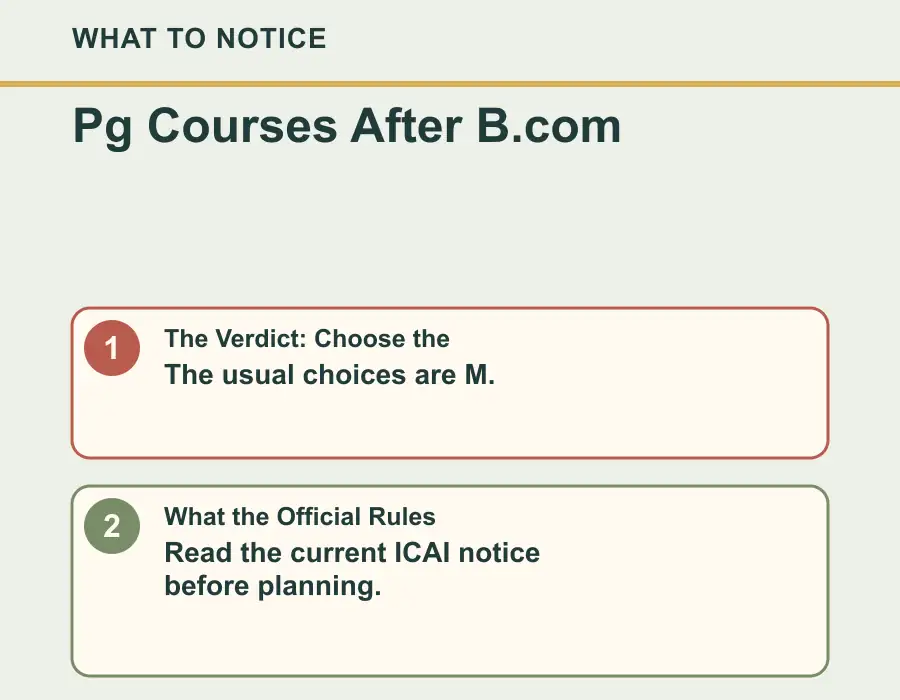 WHAT TO NOTICE
Pg Courses After B.com
1
The Verdict: Choose the
The usual choices are M.
2
What the Official Rules
Read the current ICAI notice
before planning.